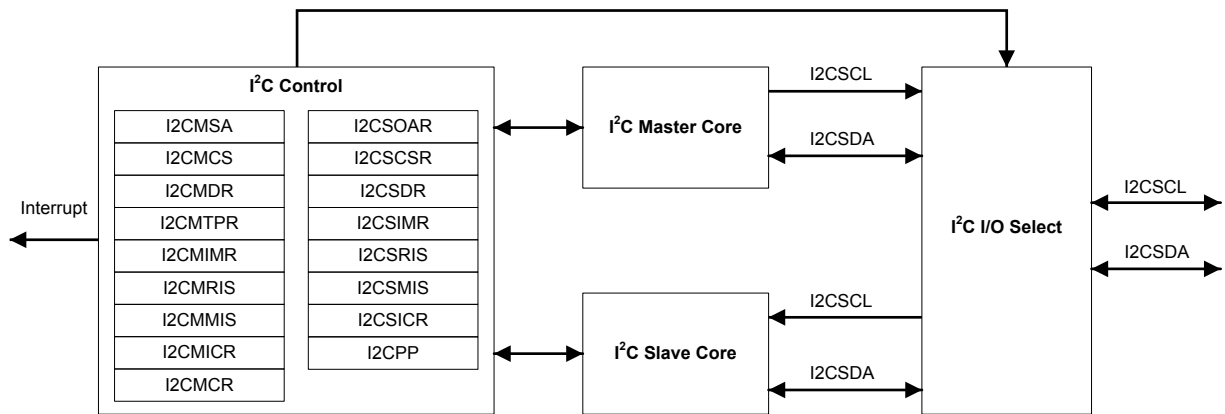 I²C Control
I2CMSA
I2CMCS
I2CMDR
I2CMTPR
I2CMIMR
I2CMRIS
I2CMMIS
I2CMICR
I2CMCR
I2CSOAR
I2CSCSR
I2CSDR
I2CSIMR
I2CSRIS
I2CSMIS
I2CSICR
I2CPP
Interrupt
I²C Master Core
I2CSCL
I2CSDA
I²C Slave Core
I2CSCL
I2CSDA
I²C I/O Select
I2CSCL
I2CSDA